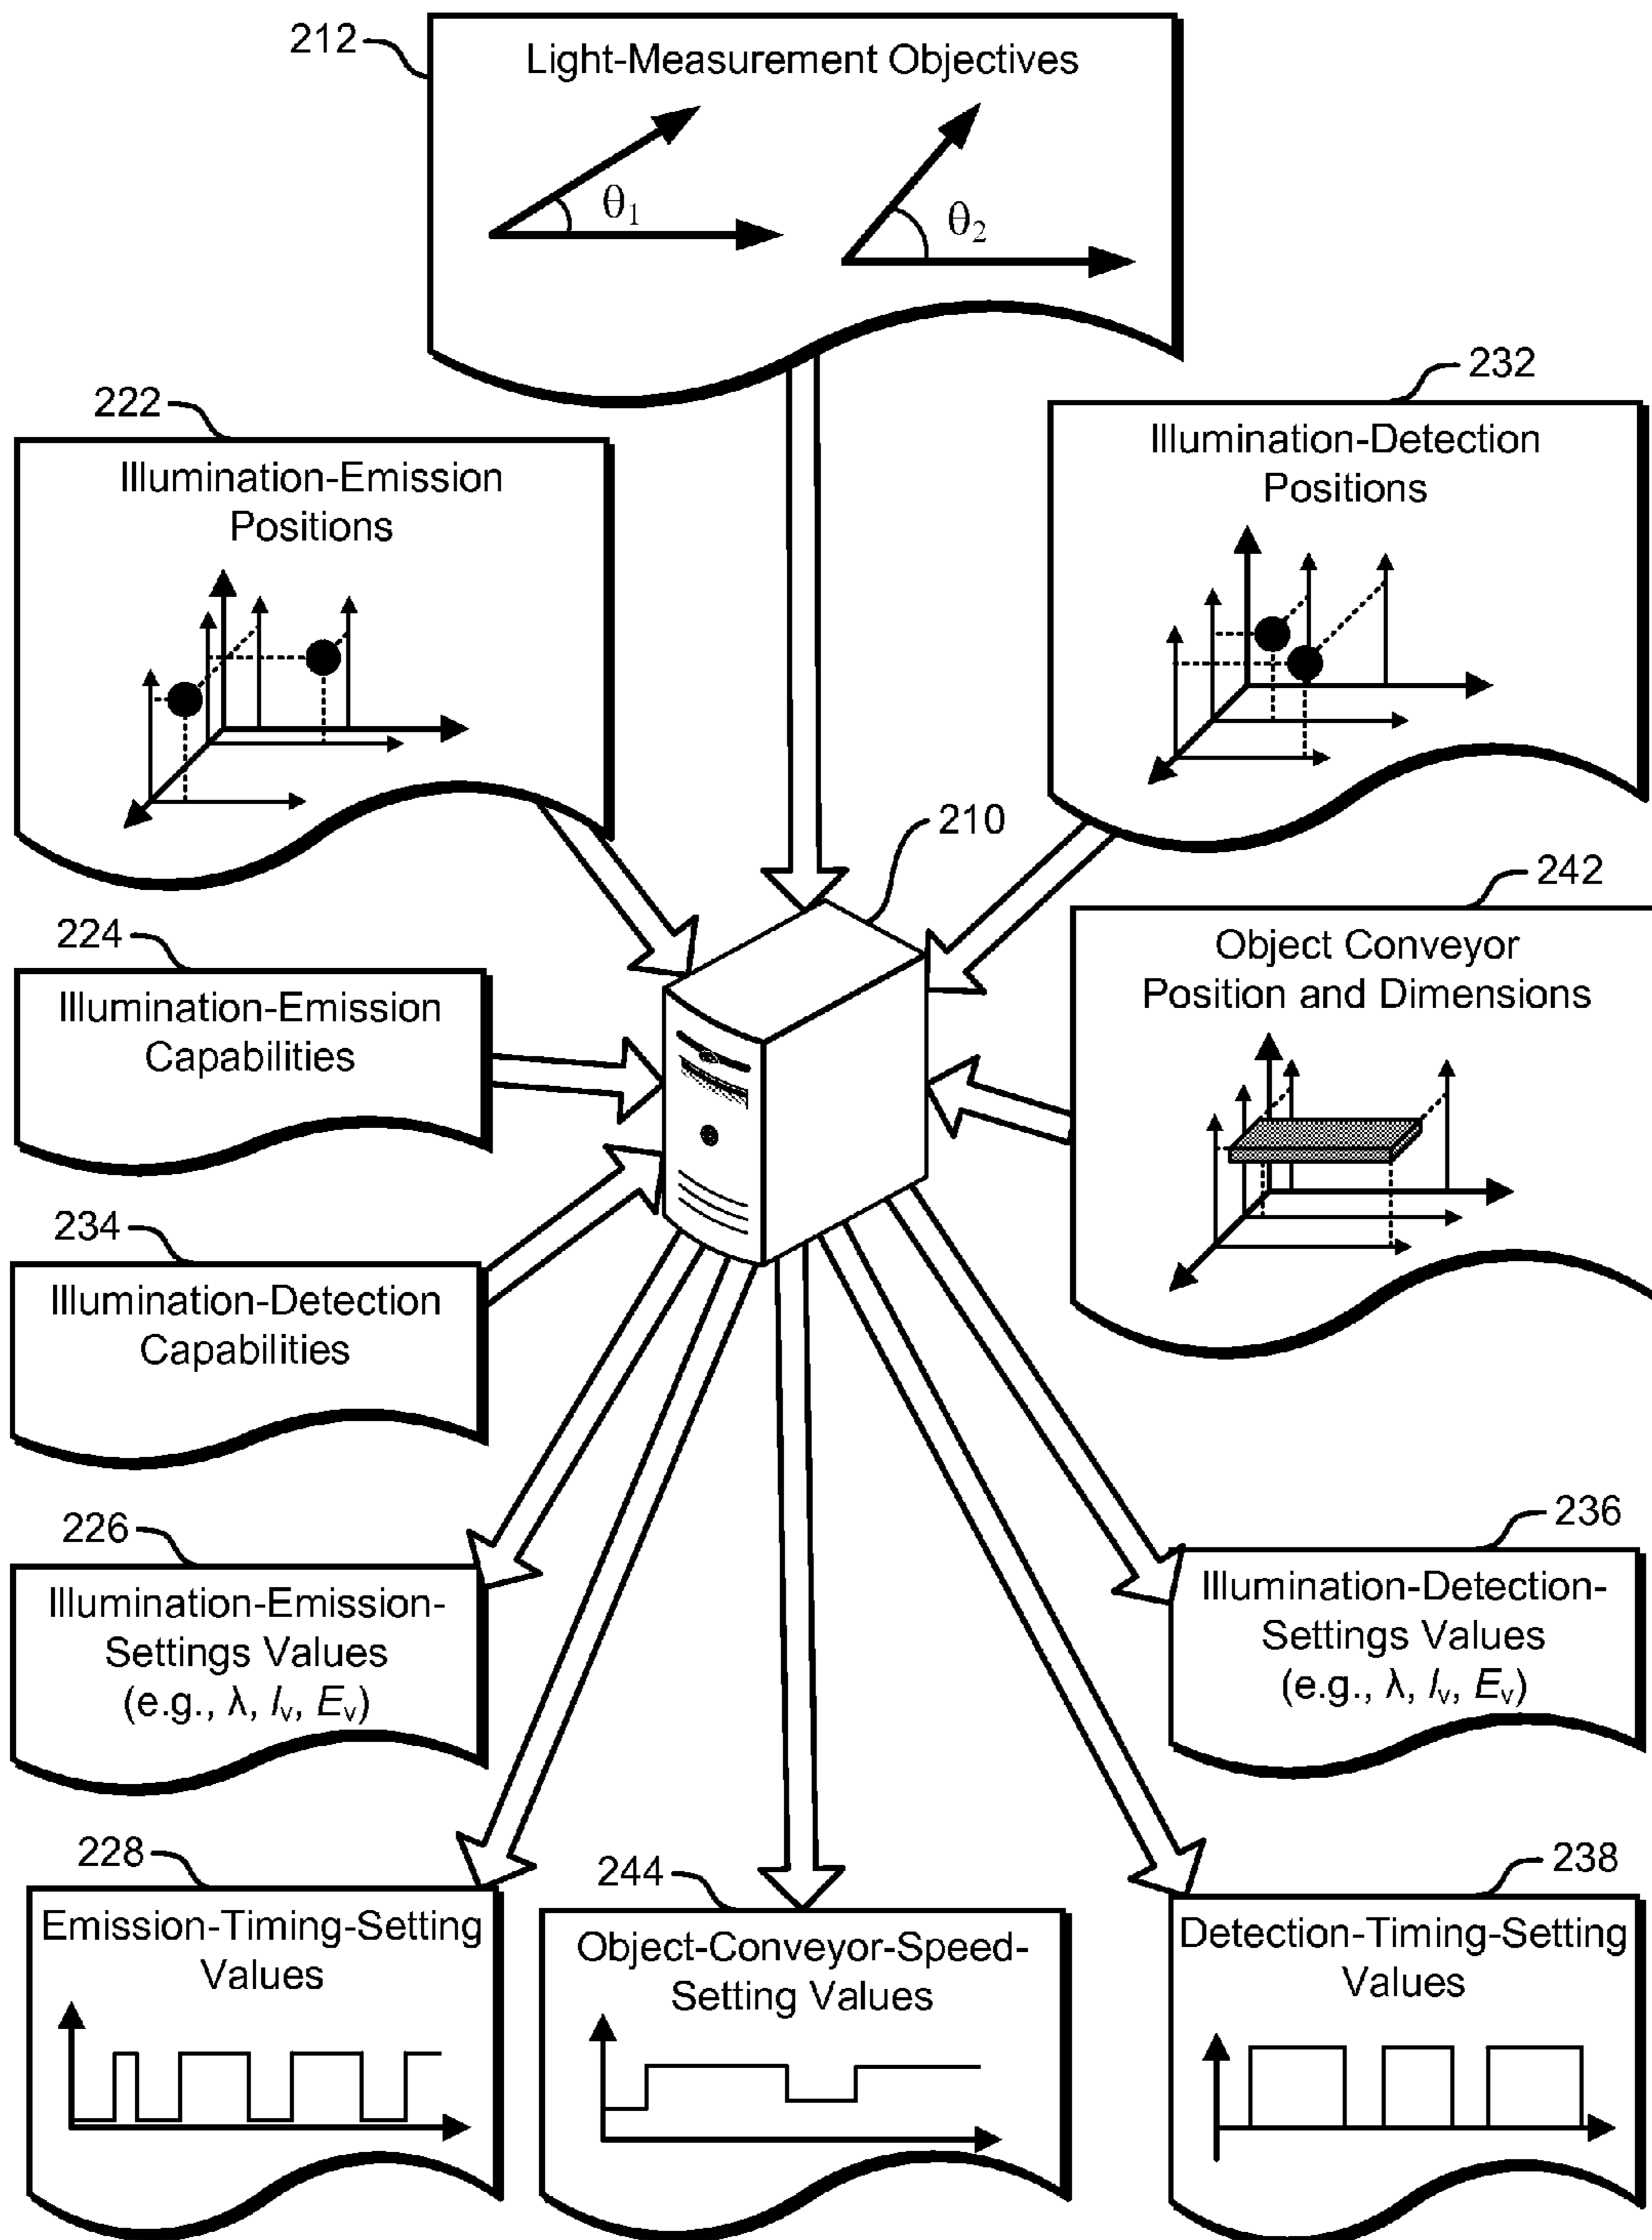 212
Light-Measurement Objectives
θ1
θ2
222
Illumination-Emission
Positions
232
Illumination-Detection
Positions
210
242
Object Conveyor
Position and Dimensions
224
Illumination-Emission
Capabilities
234
Illumination-Detection
Capabilities
226
Illumination-Emission-
Settings Values
(e.g., λ, Iv, Ev)
236
Illumination-Detection-
Settings Values
(e.g., λ, Iv, Ev)
228
Emission-Timing-Setting
Values
244
Object-Conveyor-Speed-
Setting Values
238
Detection-Timing-Setting
Values